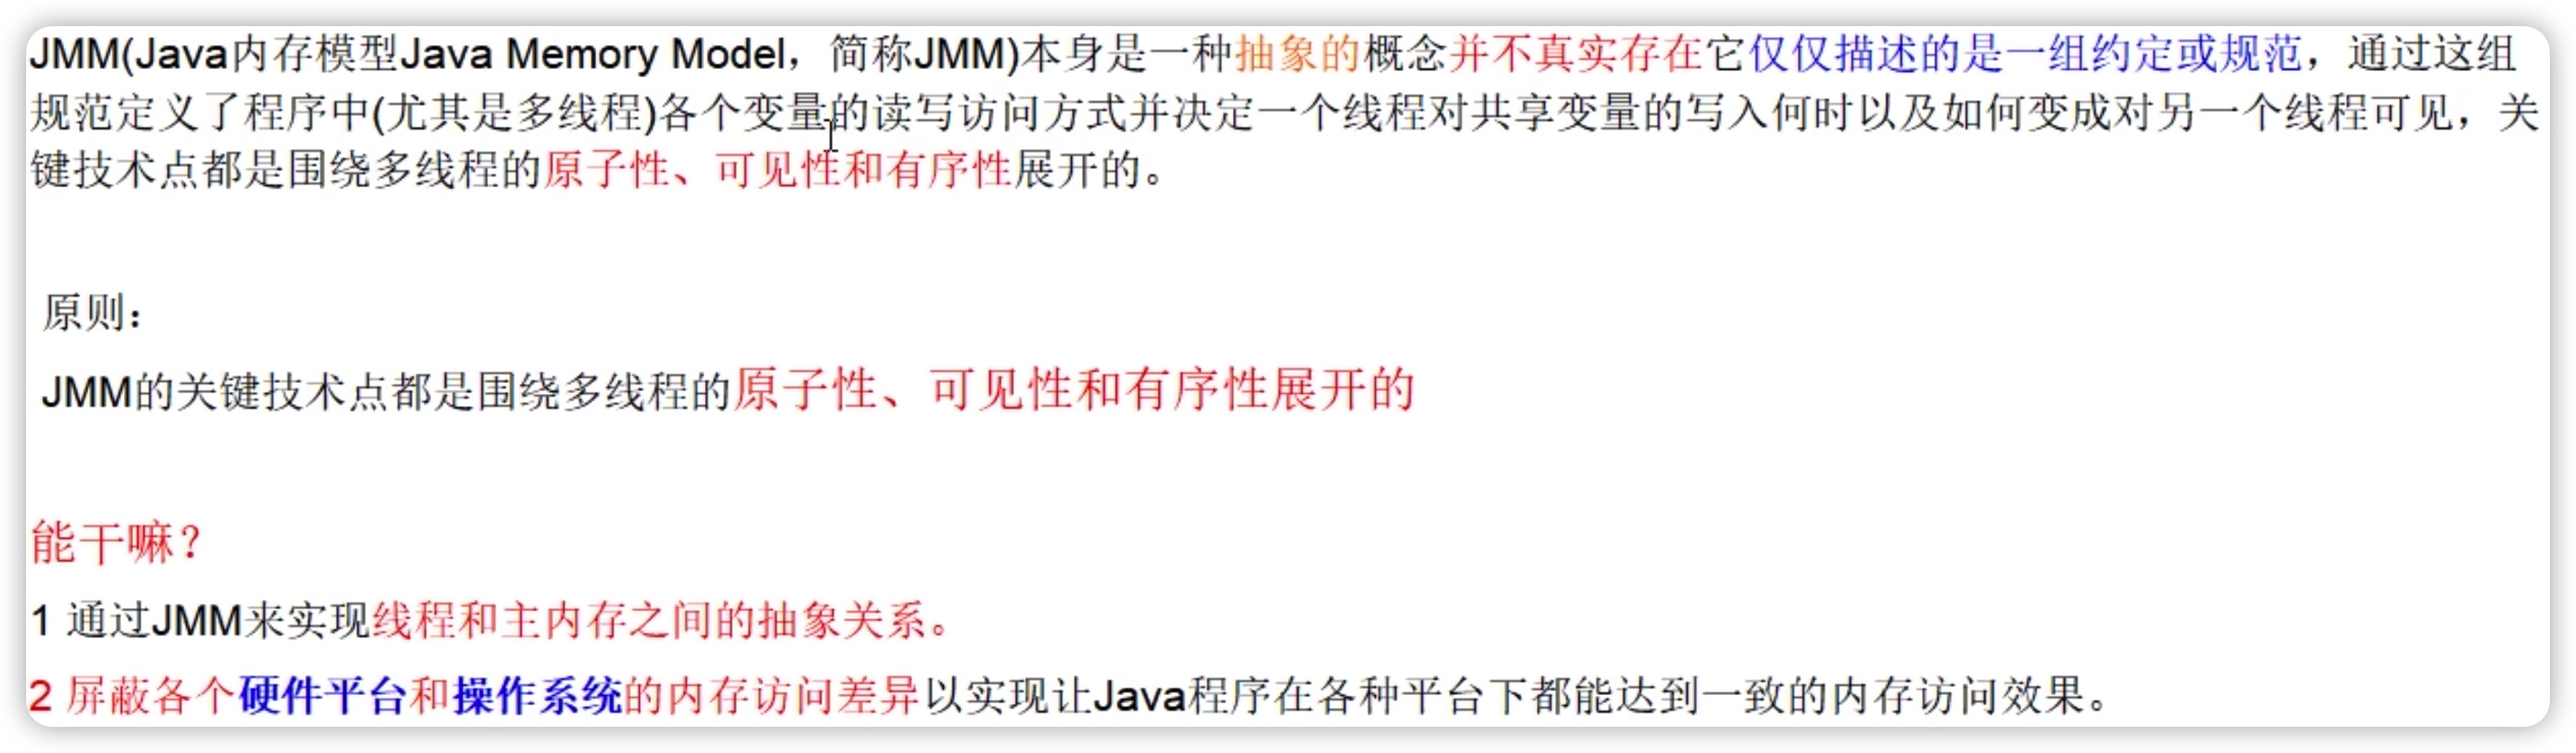 JMM(Java内存模型Java Memory Model，简称JMM)本身是一种抽象的概念并不真实存在它仅仅描述的是一组约定或规范，通过这组
规范定义了程序中(尤其是多线程)各个变量的读写访问方式并决定一个线程对共享变量的写入何时以及如何变成对另一个线程可见，关
键技术点都是围绕多线程的原子性、可见性和有序性展开的。
原则：
JMM的关键技术点都是围绕多线程的原子性、可见性和有序性展开的
能干嘛？
1 通过JMM来实现线程和主内存之间的抽象关系。
2 屏蔽各个硬件平台和操作系统的内存访问差异以实现让Java程序在各种平台下都能达到一致的内存访问效果。